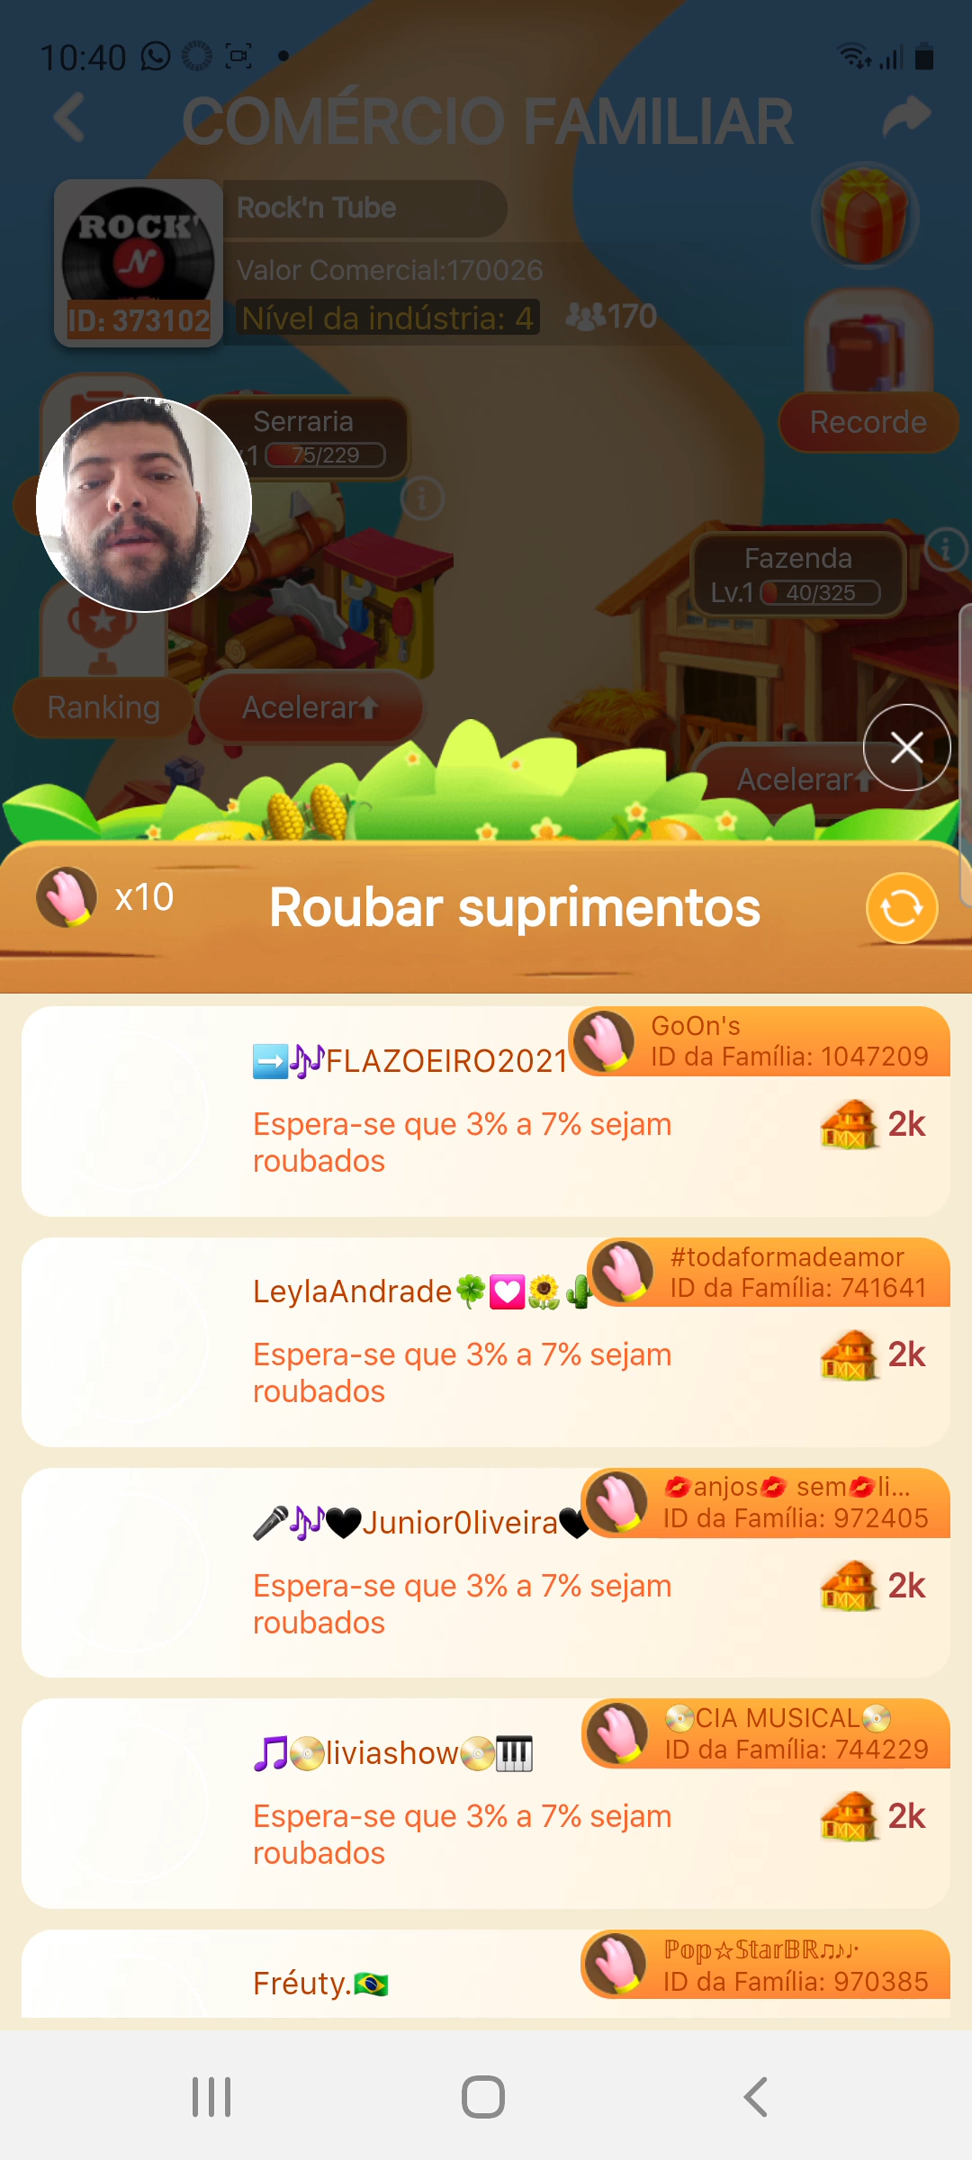 10:40
COMÉRCIO FAMILIAR
ROCK'
N
ID: 373102
Rock'n Tube
Valor Comercial:170026
Nível da indústria: 4
170
Recorde
Serraria
.1 75/229
Fazenda
Lv.1 40/325
Ranking
Acelerar
Acelerar
x10
Roubar suprimentos
GoOn's
ID da Família: 1047209
➡️🎶FLAZOEIRO2021
Espera-se que 3% a 7% sejam
roubados
2k
#todaformadeamor
ID da Família: 741641
LeylaAndrade🍀💟🌻🌵
Espera-se que 3% a 7% sejam
roubados
2k
💋anjos💋 sem💋li...
ID da Família: 972405
🎤🎶🖤Junior0liveira🖤
Espera-se que 3% a 7% sejam
roubados
2k
📀CIA MUSICAL📀
ID da Família: 744229
🎵📀liviashow📀🎹
Espera-se que 3% a 7% sejam
roubados
2k
ℙ𝕠𝕡☆𝕊𝕥𝕒𝕣𝔹ℝ♫♪♩·
ID da Família: 970385
Fréuty.🇧🇷